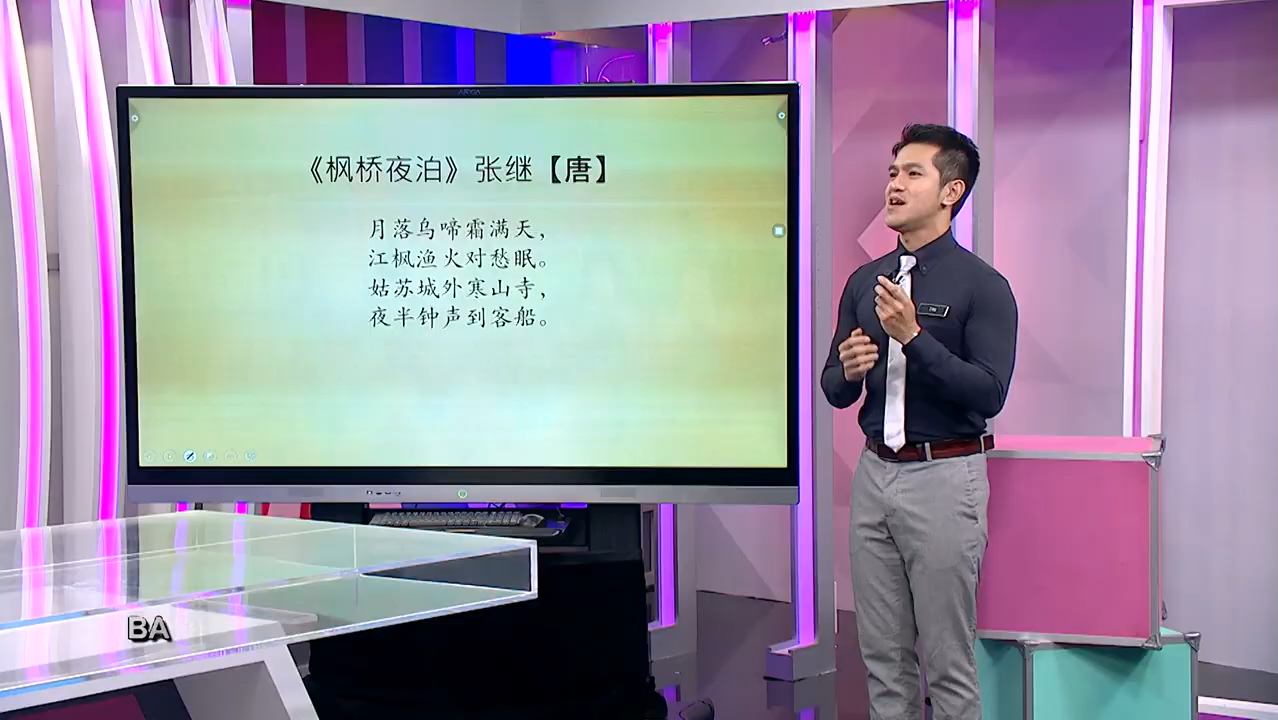 《枫桥夜泊》张继【唐】
月落乌啼霜满天，
江枫渔火对愁眠。
姑苏城外寒山寺，
夜半钟声到客船。
BA